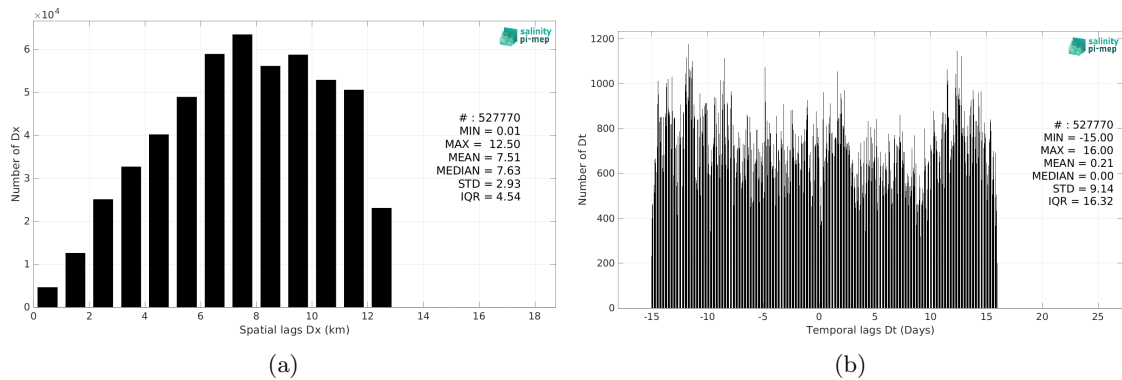 ×10⁴
6
5
4
3
2
1
0
Number of Dx
0 2 4 6 8 10 12 14 16 18
Spatial lags Dx (km)
salinity
pi-mep
# : 527770
MIN = 0.01
MAX = 12.50
MEAN = 7.51
MEDIAN = 7.63
STD = 2.93
IQR = 4.54
(a)
1200
1000
800
600
400
200
0
Number of Dt
-15 -10 -5 0 5 10 15 20 25
Temporal lags Dt (Days)
salinity
pi-mep
# : 527770
MIN = -15.00
MAX = 16.00
MEAN = 0.21
MEDIAN = 0.00
STD = 9.14
IQR = 16.32
(b)